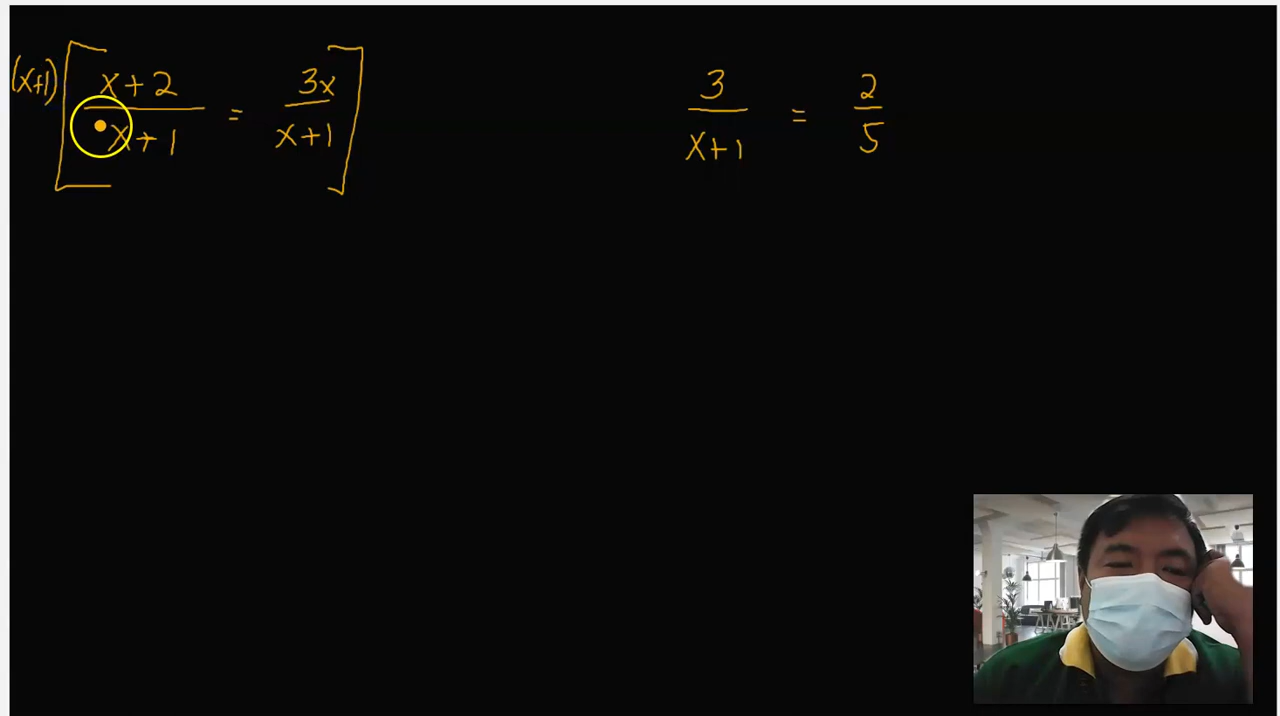 (x+1) [ x+2 / x+1 = 3x / x+1 ]
3 / x+1 = 2 / 5